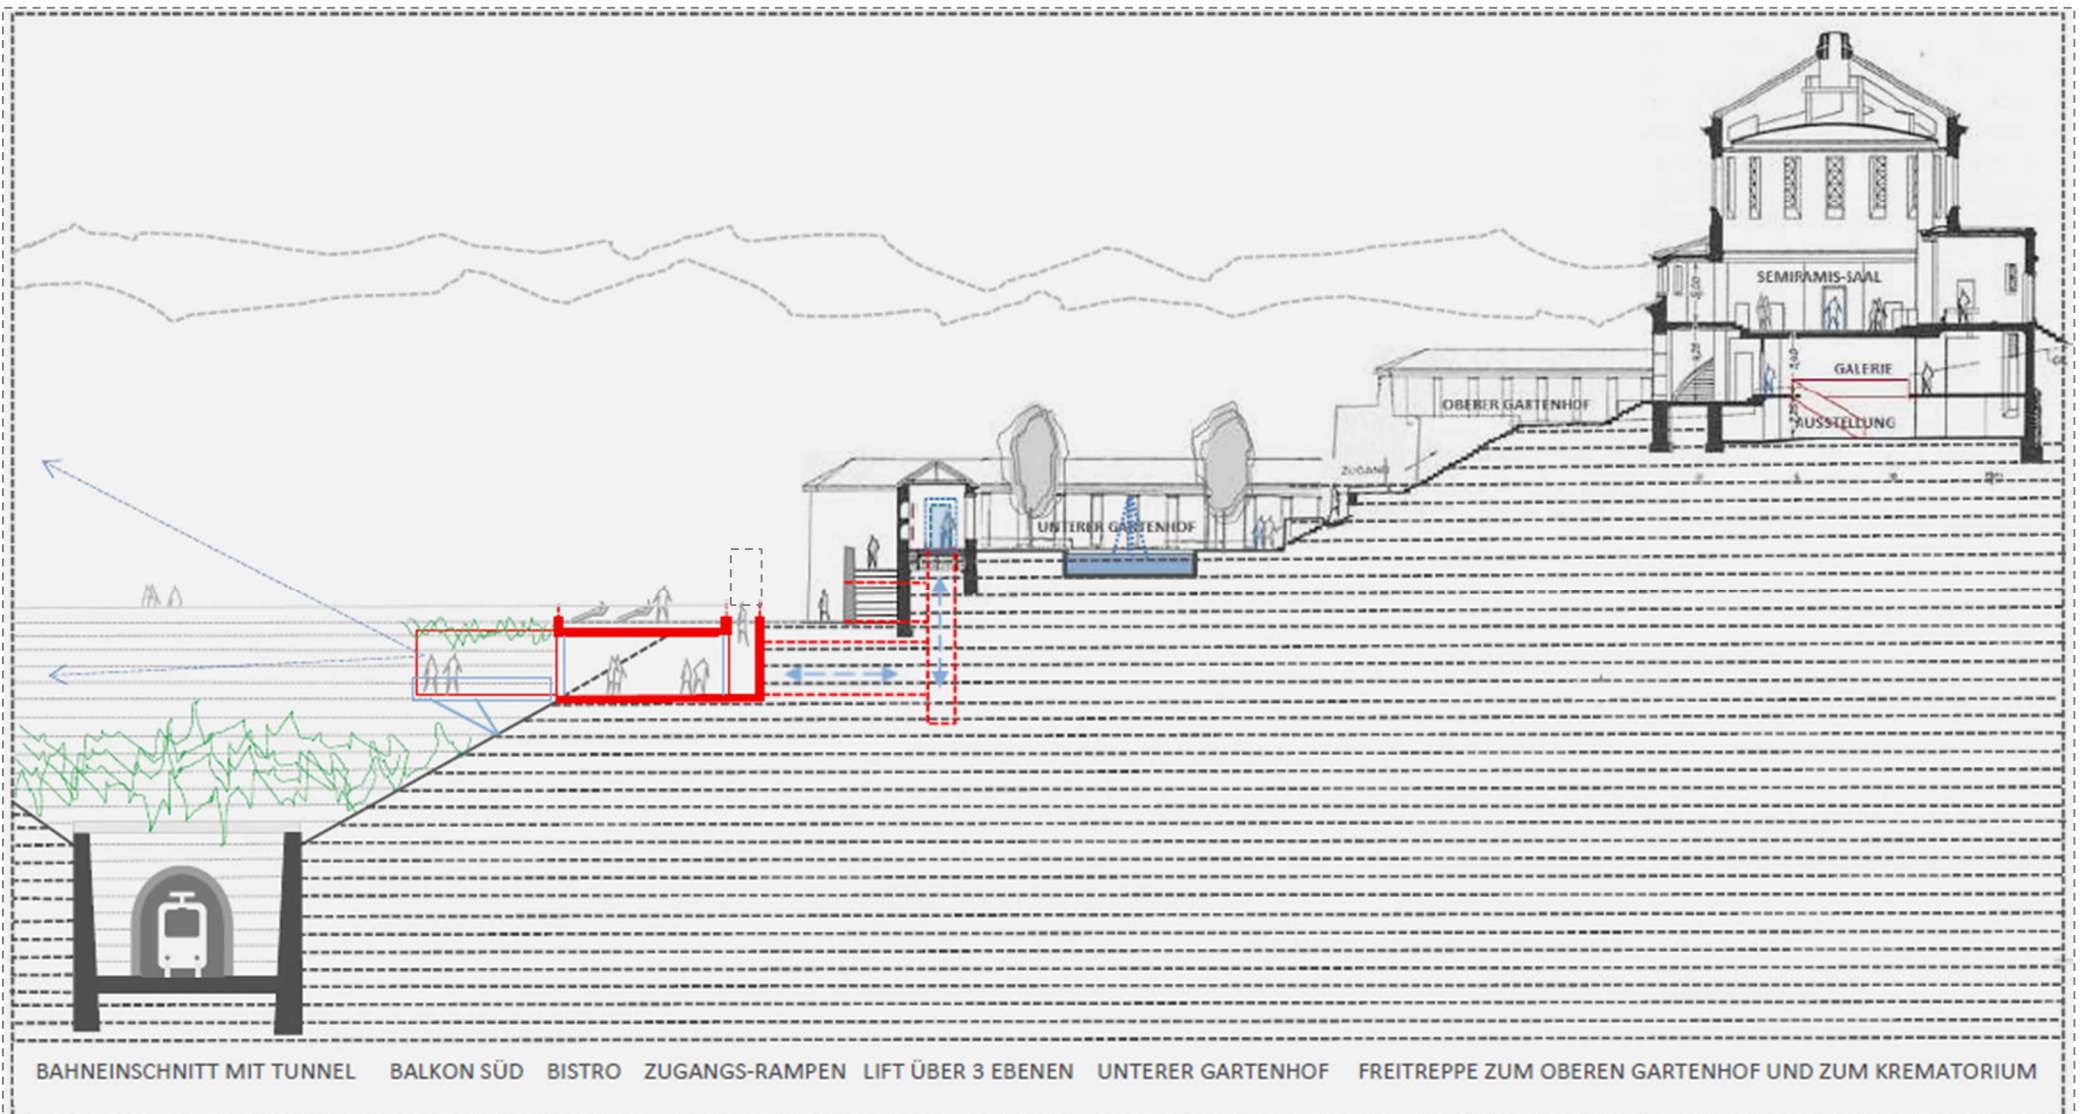 SEMIRAMIS-SAAL
GALERIE
AUSSTELLUNG
OBERER GARTENHOF
ZUGANG
UNTERER GARTENHOF
BAHNEINSCHNITT MIT TUNNEL BALKON SÜD BISTRO ZUGANGS-RAMPEN LIFT ÜBER 3 EBENEN UNTERER GARTENHOF FREITREPPE ZUM OBEREN GARTENHOF UND ZUM KREMATORIUM